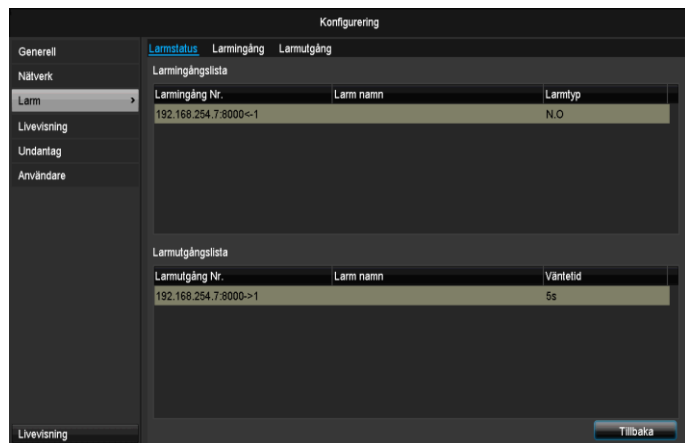 Konfigurering
Generell
Nätverk
Larm
Livevisning
Undantag
Användare
Livevisning
Larmstatus Larmingång Larmutgång
Larmingångslista
Larmingång Nr. Larm namn Larmtyp
192.168.254.7:8000<-1 N.O
Larmutgångslista
Larmutgång Nr. Larm namn Väntetid
192.168.254.7:8000->1 5s
Tillbaka